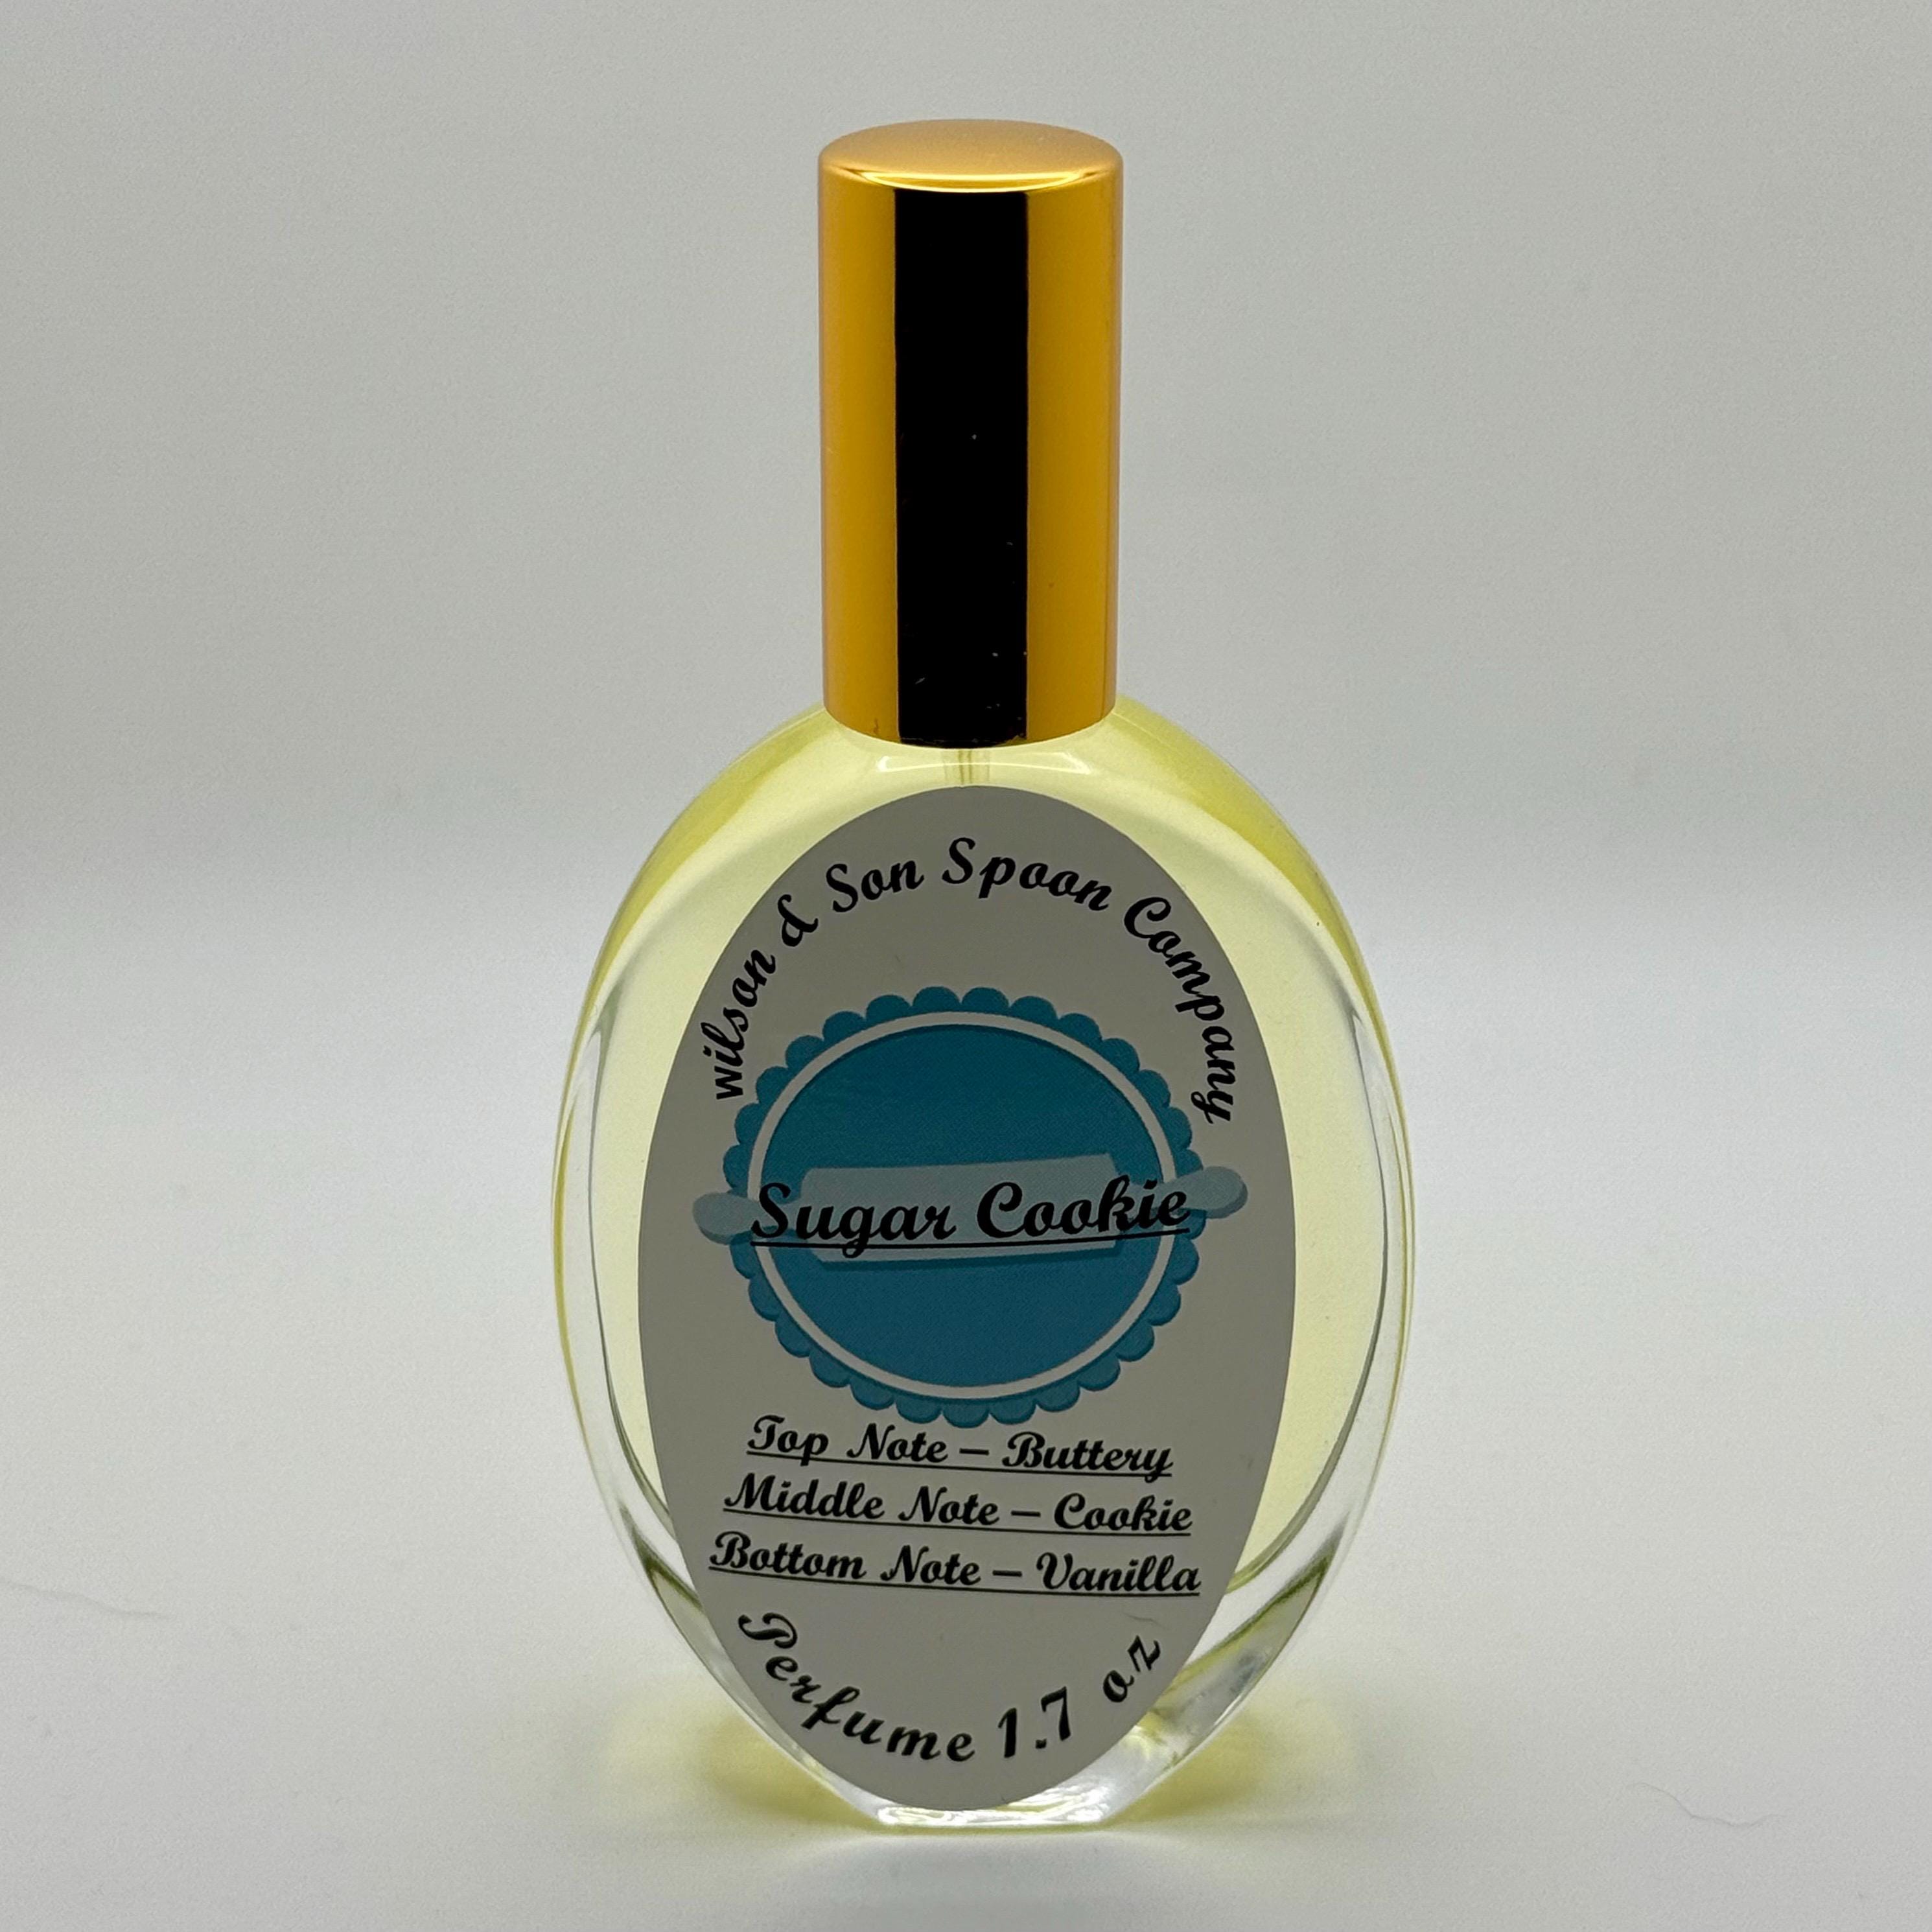 wilson & Son Spoon Company
Sugar Cookie
Top Note – Buttery
Middle Note – Cookie
Bottom Note – Vanilla
Perfume 1.7 oz